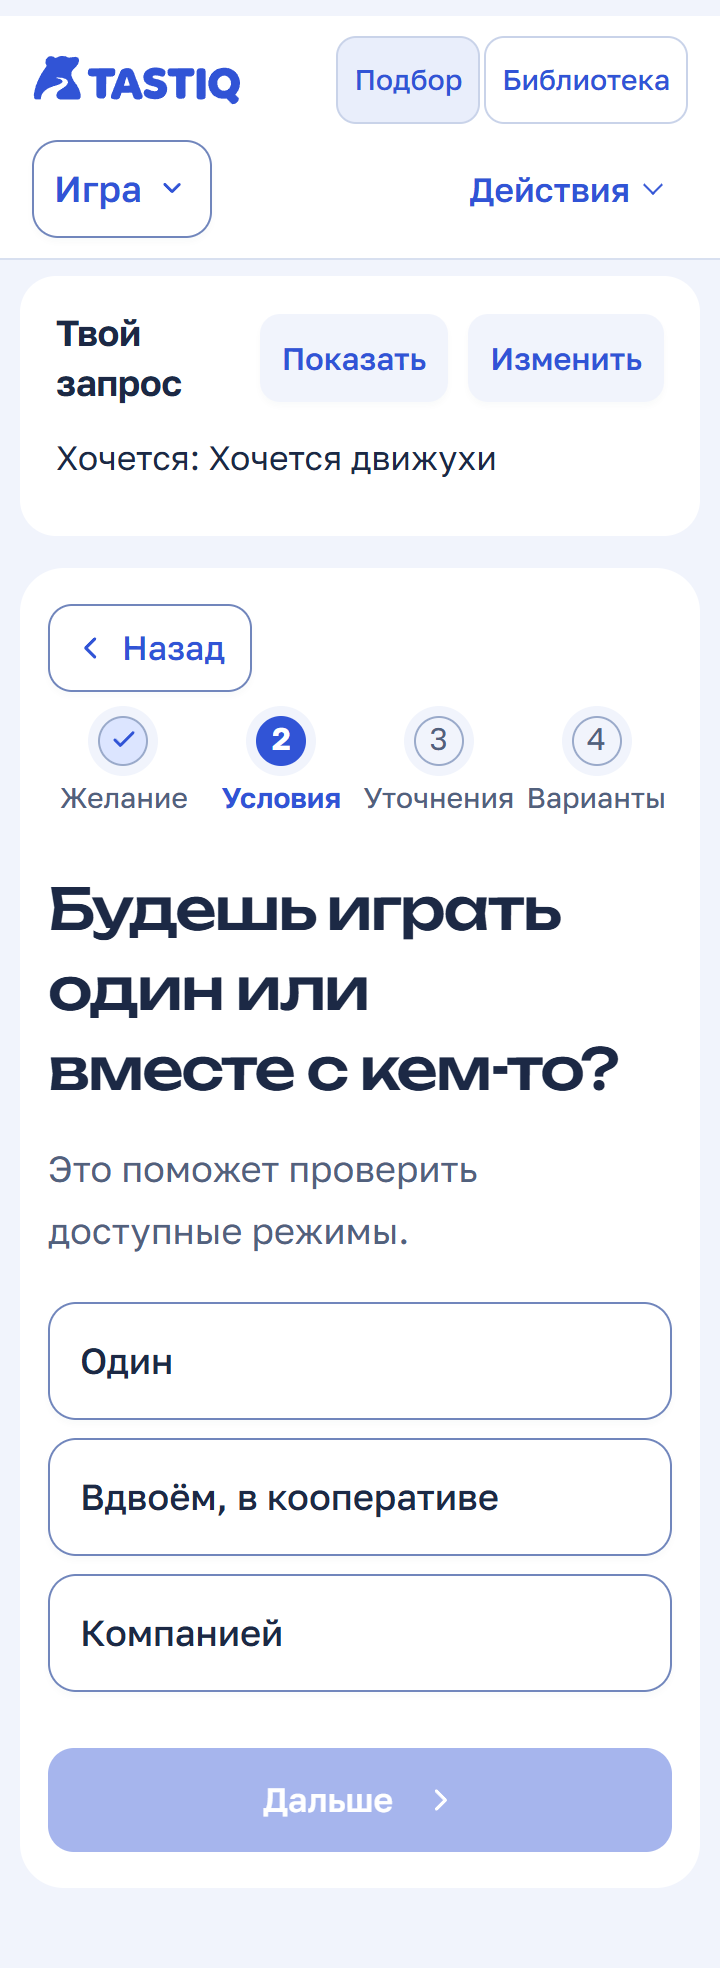 TASTIQ
Подбор
Библиотека
Игра
Действия
Твой
запрос
Показать
Изменить
Хочется: Хочется движухи
Назад
2
3
4
Желание
Условия
Уточнения
Варианты
Будешь играть
один или
вместе с кем-то?
Это поможет проверить
доступные режимы.
Один
Вдвоём, в кооперативе
Компанией
Дальше